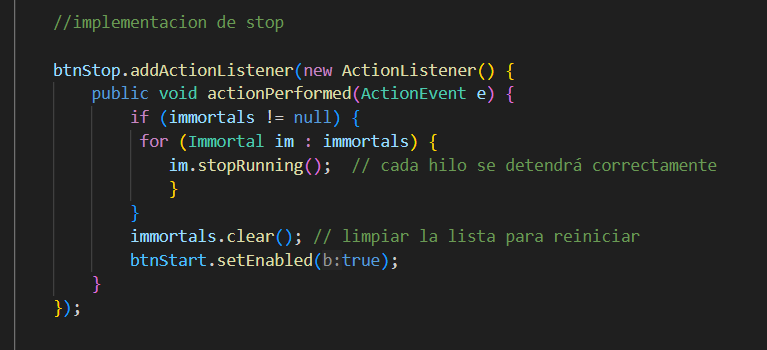 //implementacion de stop
btnStop.addActionListener(new ActionListener() {
public void actionPerformed(ActionEvent e) {
if (immortals != null) {
for (Immortal im : immortals) {
im.stopRunning();  // cada hilo se detendrá correctamente
}
}
immortals.clear(); // limpiar la lista para reiniciar
btnStart.setEnabled(b:true);
}
});